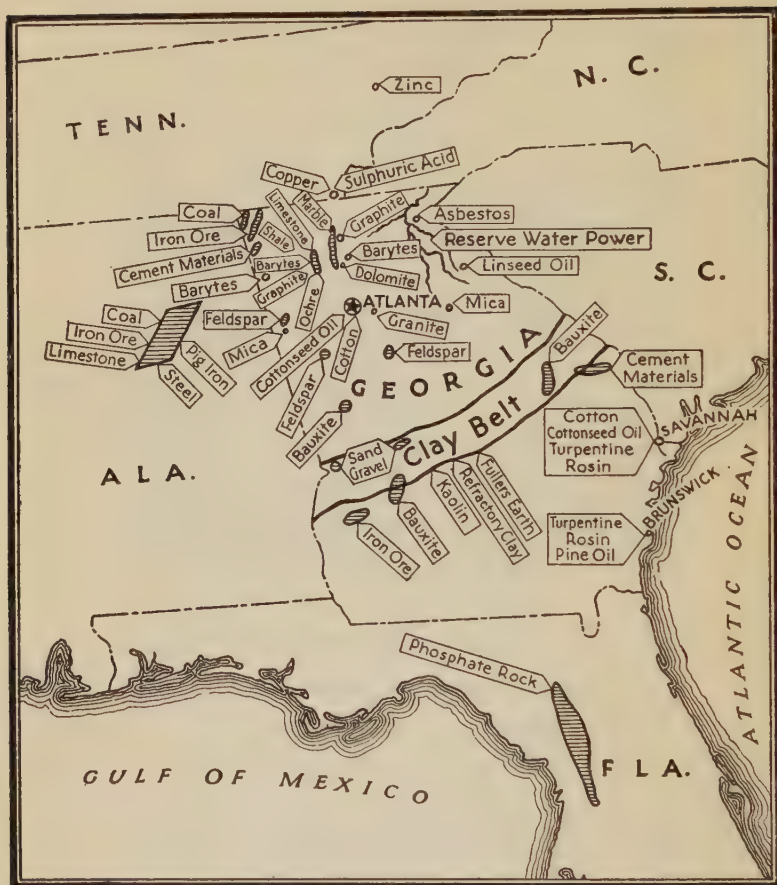 Zinc
N. C.
TENN.
Copper
Sulphuric Acid
Limestone
Marble
Graphite
Coal
Shale
Asbestos
Iron Ore
Reserve Water Power
Cement Materials
Barytes
Barytes
Linseed Oil
S. C.
Barytes
Graphite
Dolomite
Ochre
Coal
ATLANTA
Mica
Feldspar
Granite
Bauxite
Iron Ore
Mica
Cottonseed Oil
Cotton
Feldspar
Limestone
Pig Iron
Steel
Feldspar
GEORGIA
Cement
Materials
Bauxite
Clay Belt
Cotton
Cottonseed Oil
Turpentine
Rosin
SAVANNAH
Sand
Gravel
ALA.
Kaolin
Refractory Clay
Fullers Earth
BRUNSWICK
Iron Ore
Bauxite
Turpentine
Rosin
Pine Oil
ATLANTIC OCEAN
Phosphate Rock
FLA.
GULF OF MEXICO